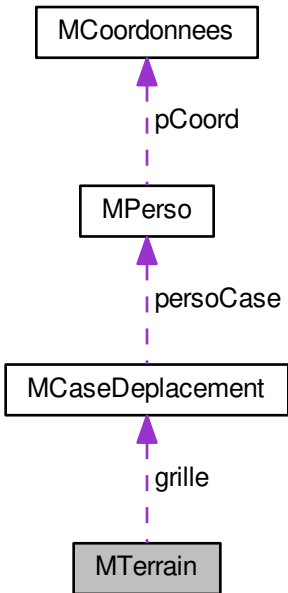 MCoordonnees
pCoord
MPerso
persoCase
MCaseDeplacement
grille
MTerrain